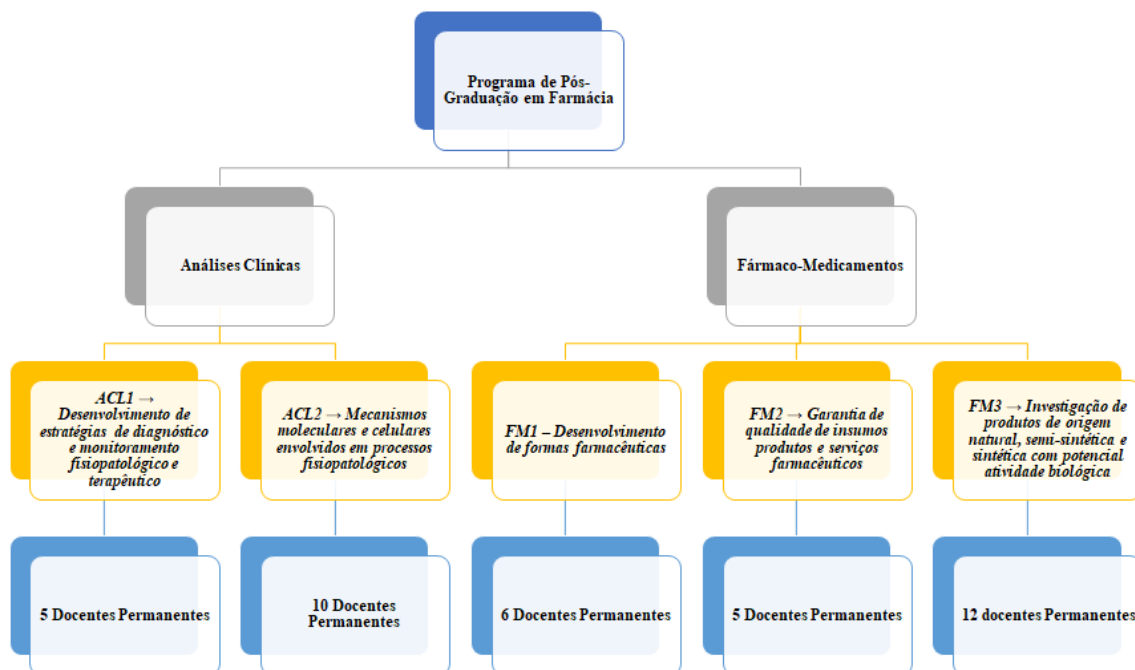 Programa de Pós-
Graduação em Farmácia
Análises Clínicas
Fármaco-Medicamentos
ACL1 →
Desenvolvimento de
estratégias de diagnóstico
e monitoramento
fisiopatológico e
terapêutico
ACL2 → Mecanismos
moleculares e celulares
envolvidos em processos
fisiopatológicos
FM1 – Desenvolvimento
de formas farmacêuticas
FM2 → Garantia de
qualidade de insumos
produtos e serviços
farmacêuticos
FM3 → Investigação de
produtos de origem
natural, semi-sintética e
sintética com potencial
atividade biológica
5 Docentes Permanentes
10 Docentes
Permanentes
6 Docentes Permanentes
5 Docentes Permanentes
12 docentes Permanentes